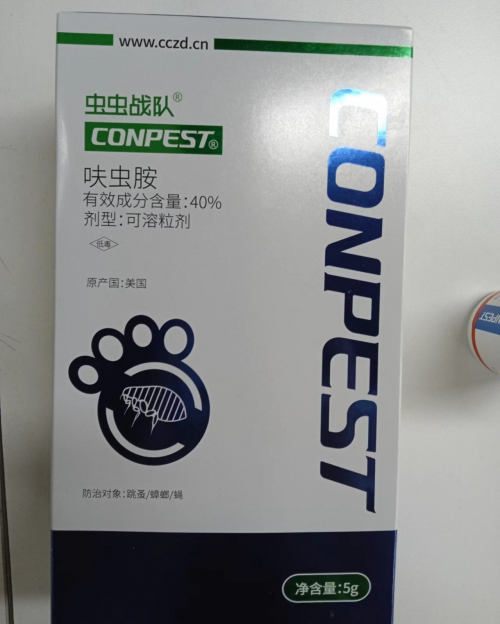 www.cczd.cn
虫虫战队®
CONPEST®
呋虫胺
有效成分含量:40%
剂型:可溶粒剂
低毒
原产国:美国
防治对象:跳蚤/蟑螂/蝇
净含量:5g
CONPEST